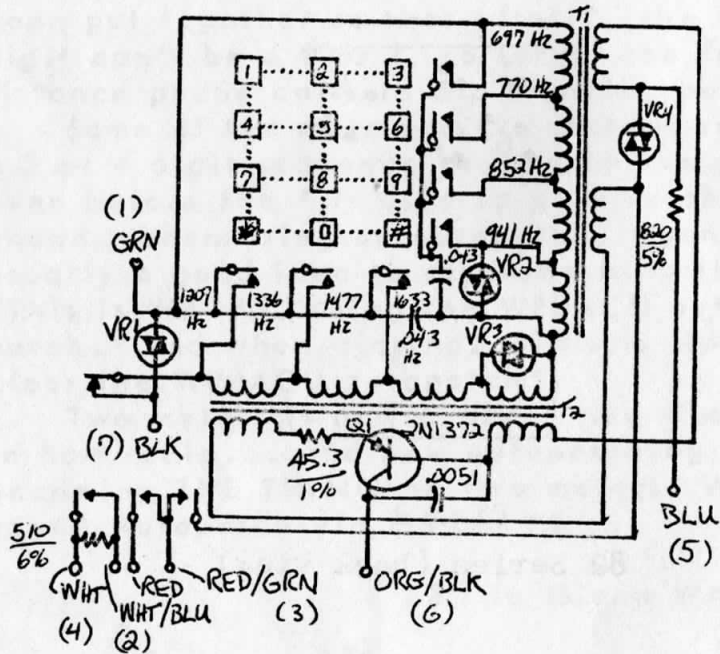 T1
697 Hz
1 2 3
770 Hz
VR4
4 5 6
852 Hz
7 8 9
820
5%
(1)
941 Hz
GRN
* 0 #
.043
VR2
1209
Hz
1336
Hz
1477
Hz
1633
Hz
.043
VR1
VR3
T2
(7) BLK
Q1
2N1372
45.3
1%
.0051
BLU
(5)
510
6%
WHT
RED
RED/GRN
ORG/BLK
WHT/BLU
(3)
(6)
(4)
(2)